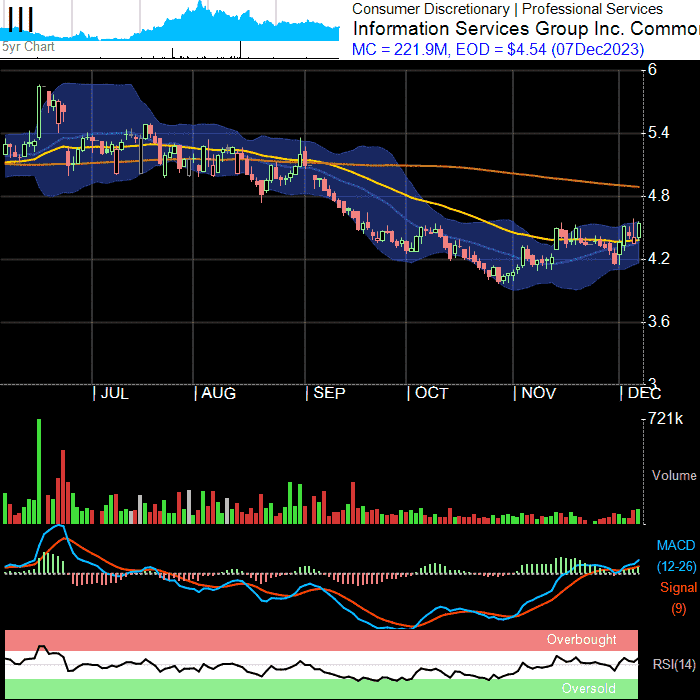 III
5yr Chart
Consumer Discretionary | Professional Services
Information Services Group Inc. Common
MC = 221.9M, EOD = $4.54 (07Dec2023)
6
5.4
4.8
4.2
3.6
3
JUL AUG SEP OCT NOV DEC
721k
Volume
MACD
(12-26)
Signal
(9)
Overbought
RSI(14)
Oversold